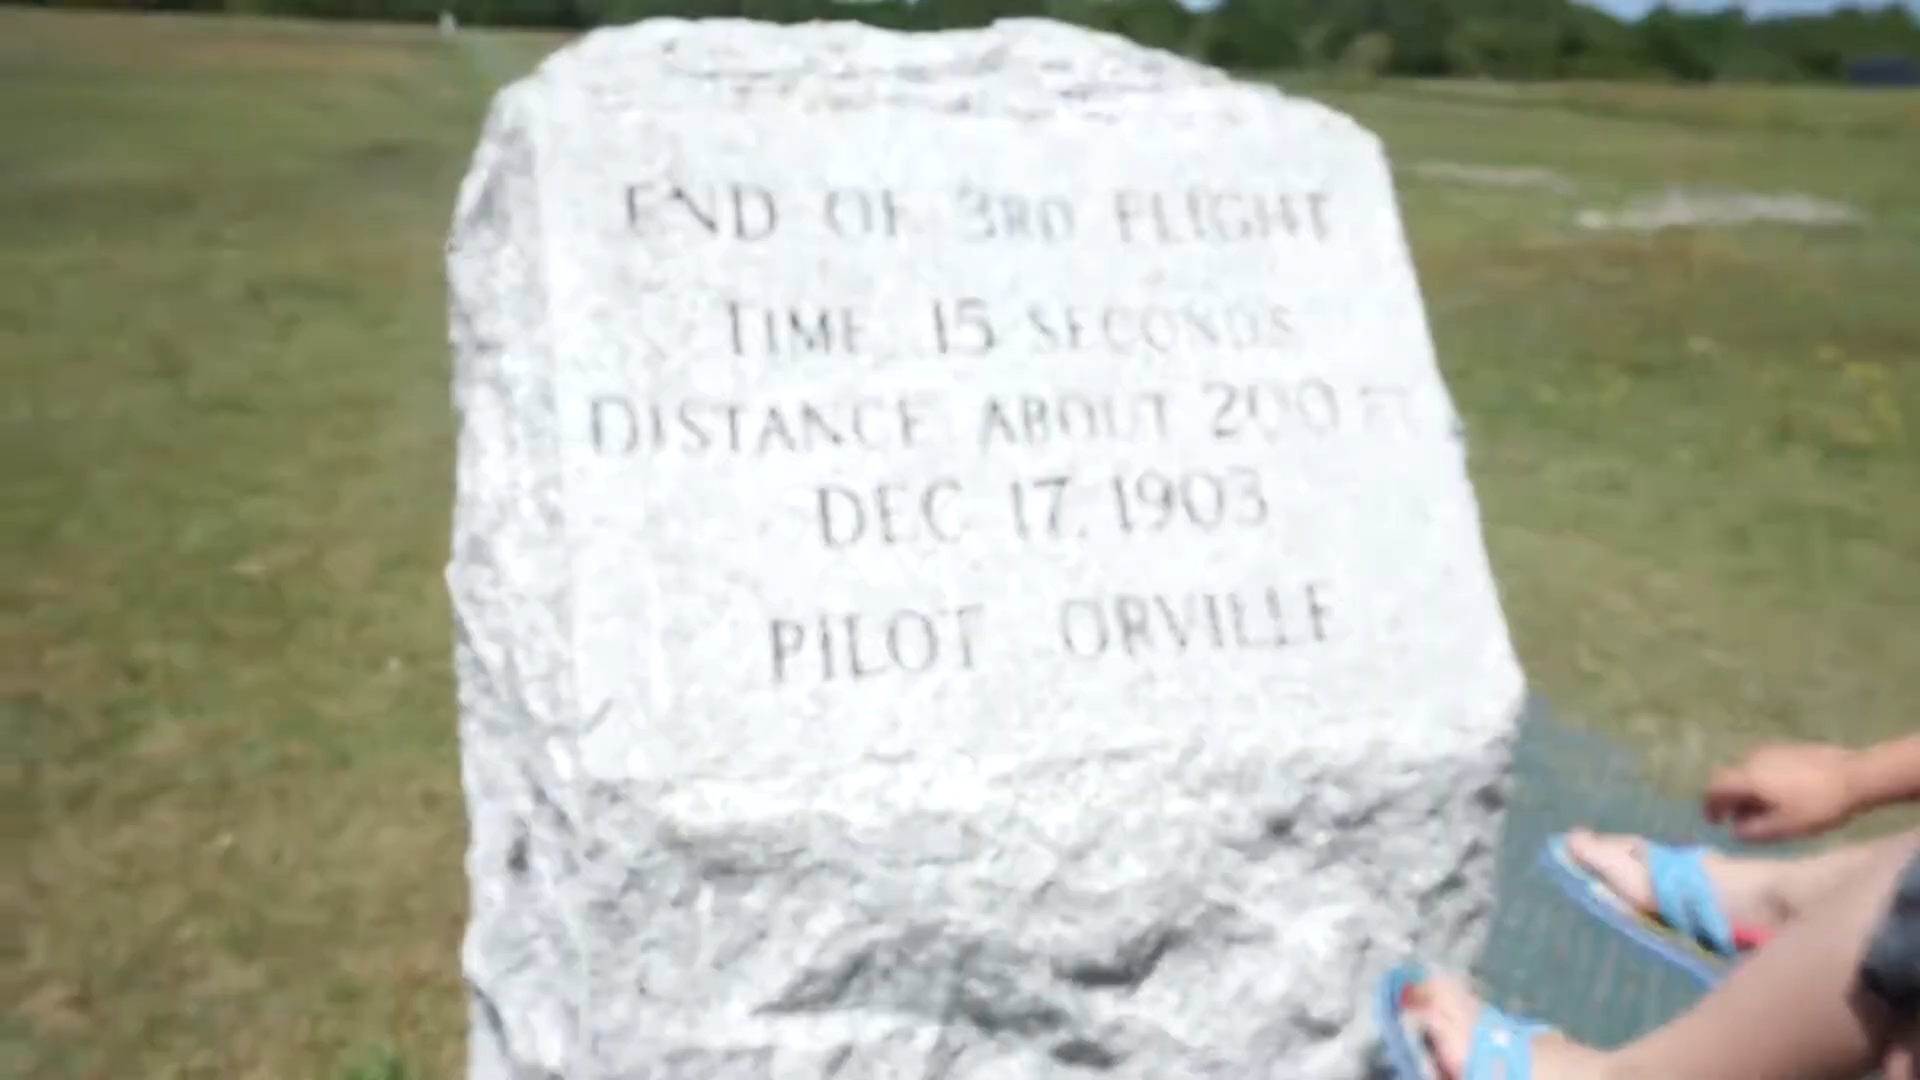 END OF 3RD FLIGHT
TIME 15 SECONDS
DISTANCE ABOUT 200 FT
DEC 17, 1903
PILOT ORVILLE